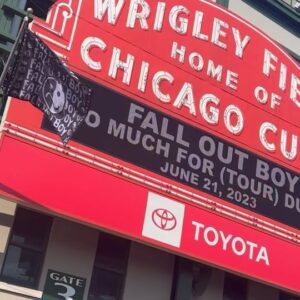 WRIGLEY FIE
HOME OF
CHICAGO CU
FALL OUT BOY
O MUCH FOR (TOUR) DU
JUNE 21, 2023
TOYOTA
GATE
3